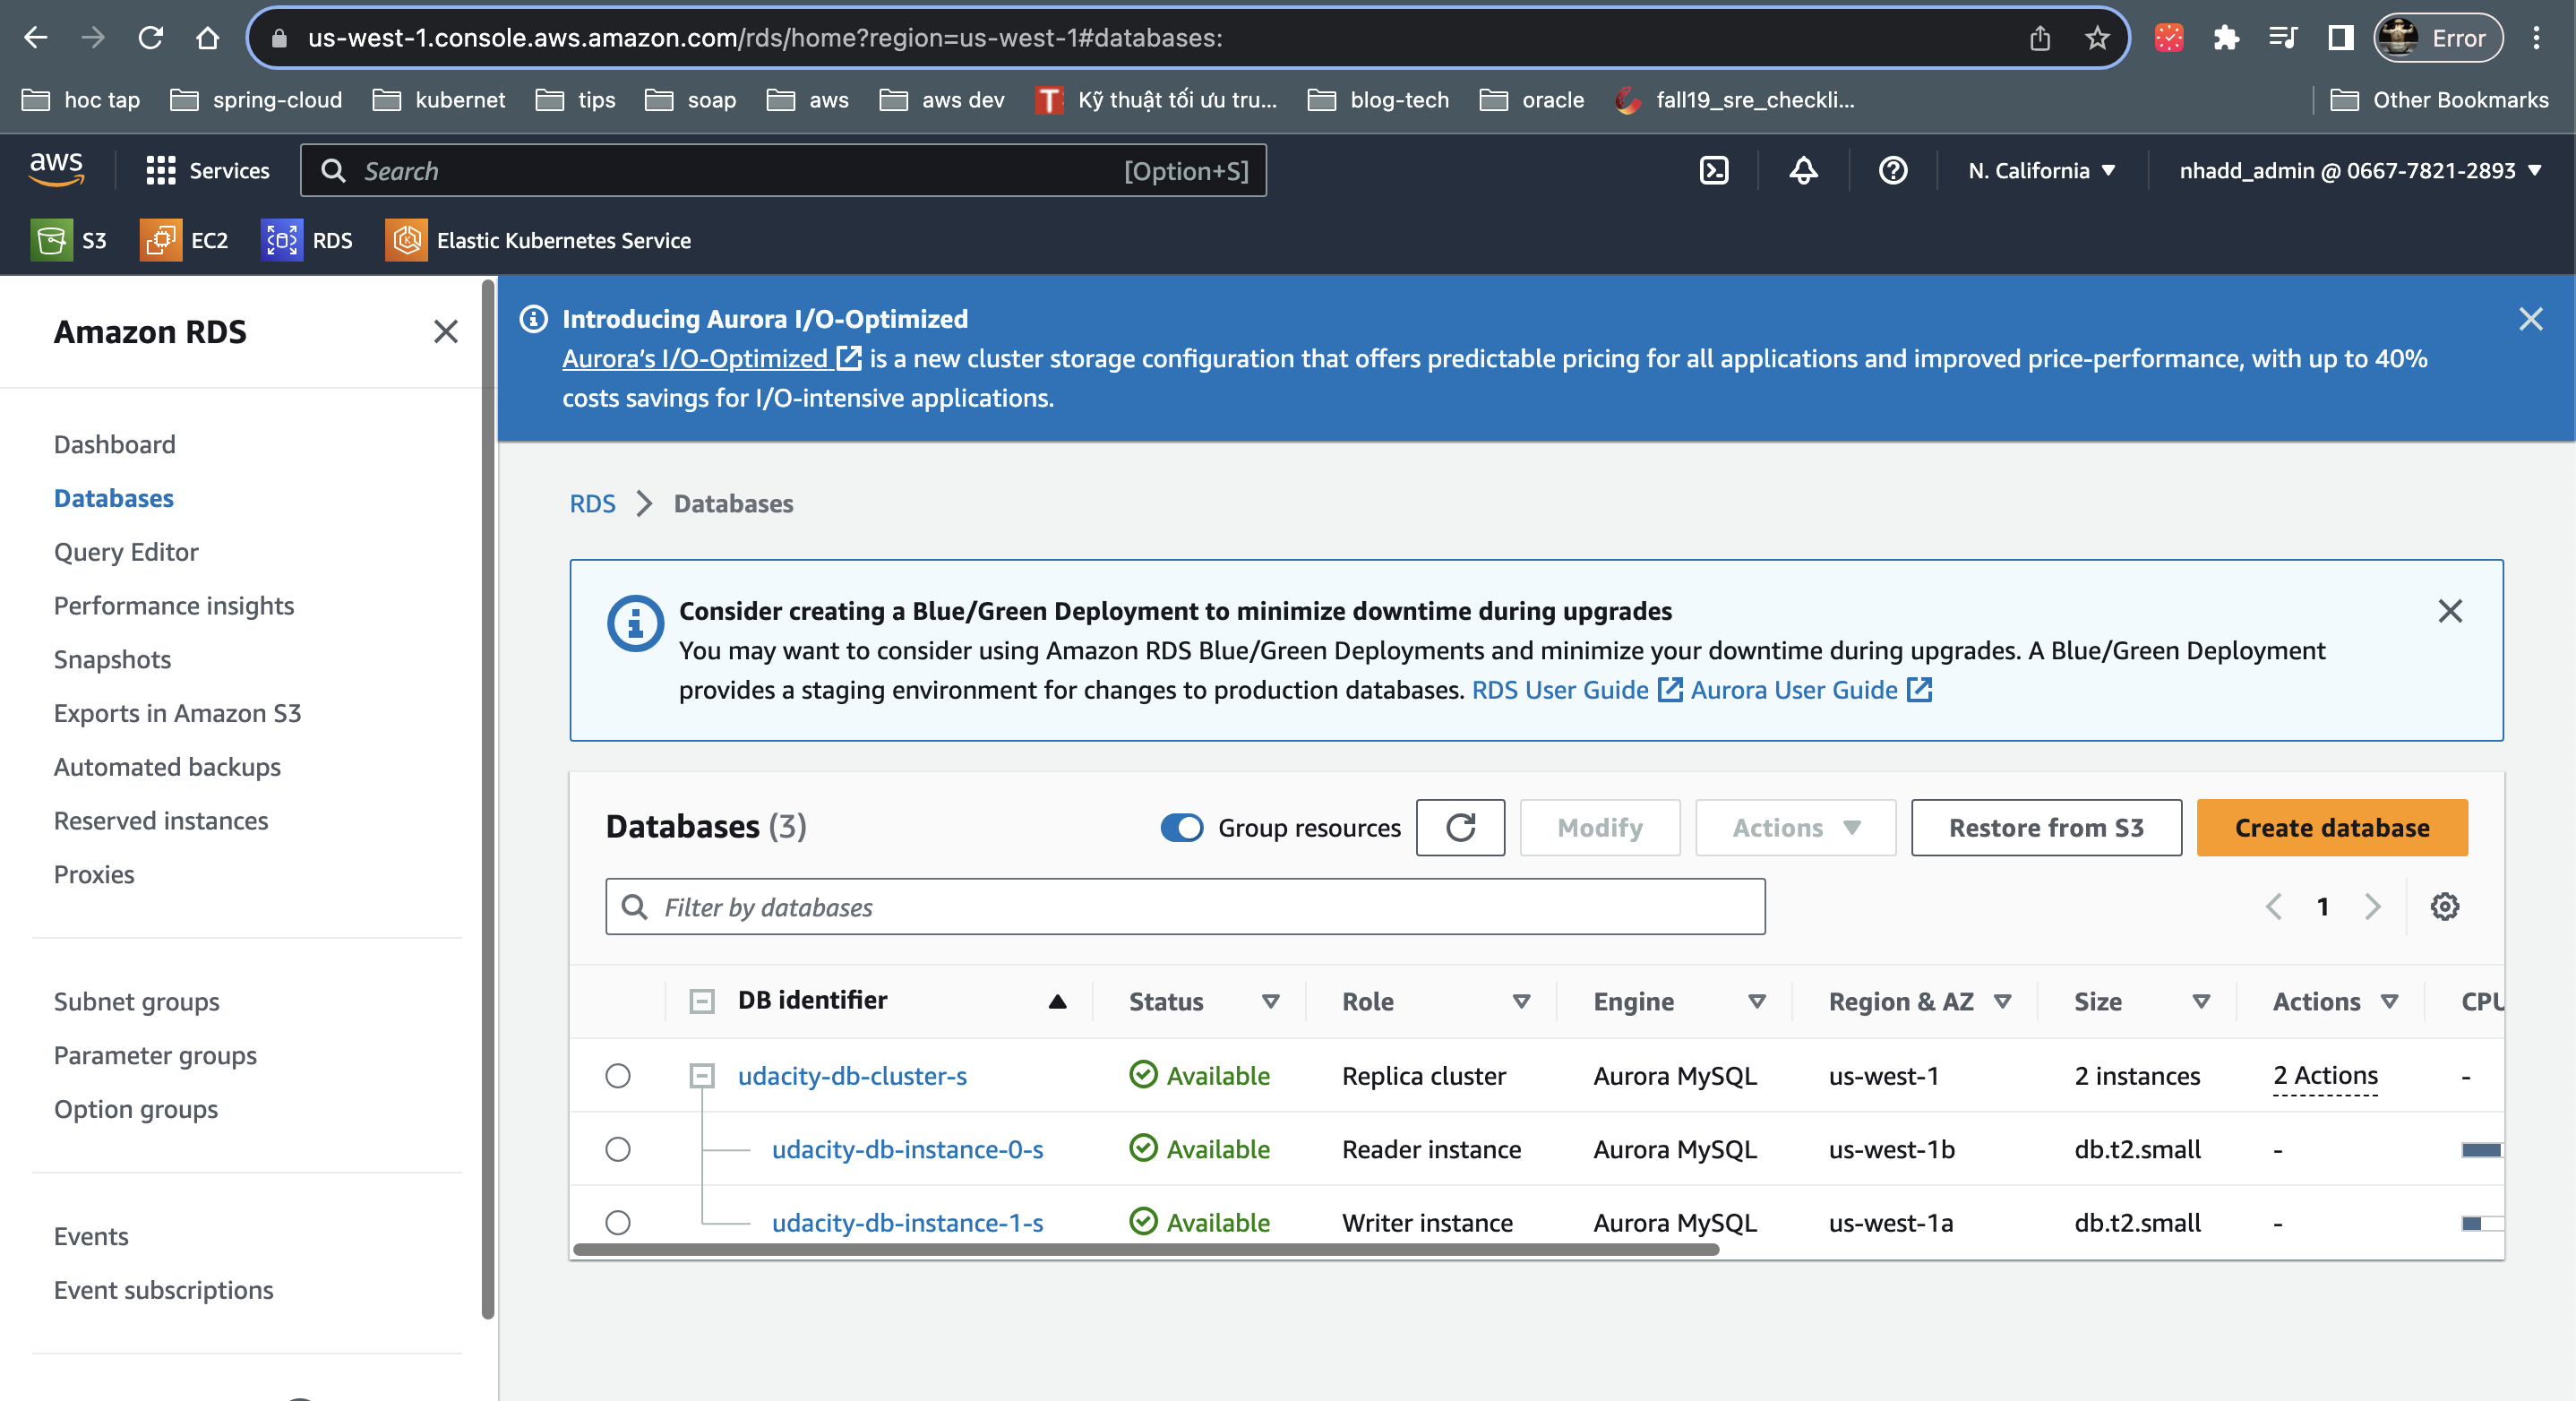 us-west-1.console.aws.amazon.com/rds/home?region=us-west-1#databases:
Error
hoc tap
spring-cloud
kubernet
tips
soap
aws
aws dev
Kỹ thuật tối ưu tru...
blog-tech
oracle
fall19_sre_checkli...
Other Bookmarks
aws
Services
Search
[Option+S]
N. California
nhadd_admin @ 0667-7821-2893
S3
EC2
RDS
Elastic Kubernetes Service
Amazon RDS
Dashboard
Databases
Query Editor
Performance insights
Snapshots
Exports in Amazon S3
Automated backups
Reserved instances
Proxies
Subnet groups
Parameter groups
Option groups
Events
Event subscriptions
Introducing Aurora I/O-Optimized
Aurora's I/O-Optimized is a new cluster storage configuration that offers predictable pricing for all applications and improved price-performance, with up to 40%
costs savings for I/O-intensive applications.
RDS > Databases
Consider creating a Blue/Green Deployment to minimize downtime during upgrades
You may want to consider using Amazon RDS Blue/Green Deployments and minimize your downtime during upgrades. A Blue/Green Deployment
provides a staging environment for changes to production databases. RDS User Guide Aurora User Guide
Databases (3)
Group resources
Modify
Actions
Restore from S3
Create database
Filter by databases
1
DB identifier Status Role Engine Region & AZ Size Actions CPU
udacity-db-cluster-s Available Replica cluster Aurora MySQL us-west-1 2 instances 2 Actions -
udacity-db-instance-0-s Available Reader instance Aurora MySQL us-west-1b db.t2.small -
udacity-db-instance-1-s Available Writer instance Aurora MySQL us-west-1a db.t2.small -